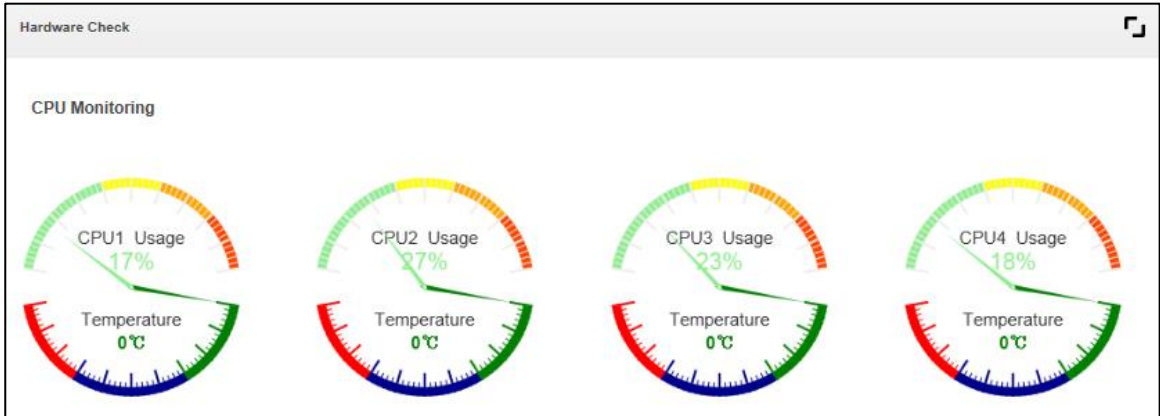 Hardware Check
CPU Monitoring
CPU1 Usage
17%
Temperature
0℃
CPU2 Usage
27%
Temperature
0℃
CPU3 Usage
23%
Temperature
0℃
CPU4 Usage
18%
Temperature
0℃